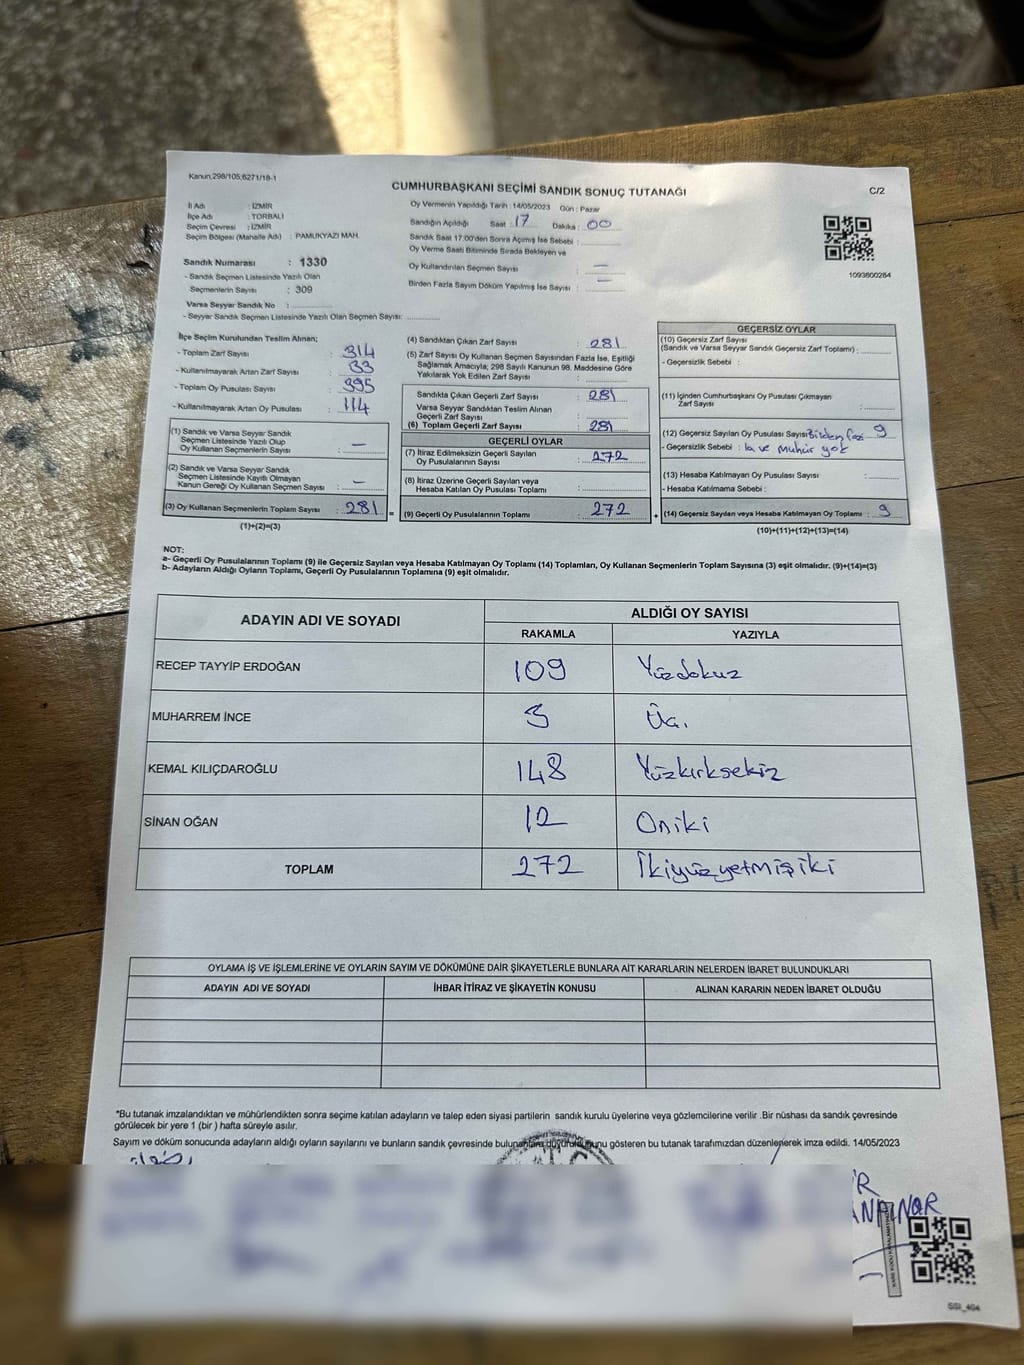 Kanun;298/105;6271/18-1
CUMHURBAŞKANI SEÇİMİ SANDIK SONUÇ TUTANAĞI
C/2
İl Adı : İZMİR
İlçe Adı : TORBALI
Seçim Çevresi : İZMİR
Seçim Bölgesi (Mahalle Adı) : PAMUKYAZI MAH.
Sandık Numarası : 1330
- Sandık Seçmen Listesinde Yazılı Olan
Seçmenlerin Sayısı : 309
Varsa Seyyar Sandık No :
- Seyyar Sandık Seçmen Listesinde Yazılı Olan Seçmen Sayısı:
Oy Vermenin Yapıldığı Tarih : 14/05/2023 Gün : Pazar
Sandığın Açıldığı Saat : 17 Dakika : 00
Sandık Saat 17.00'den Sonra Açımış İse Sebebi :
Oy Verme Saati Bitiminde Sırada Bekleyen ve
Oy Kullandırılan Seçmen Sayısı : —
Birden Fazla Sayım Döküm Yapılmış İse Sayısı : —
1093800284
İlçe Seçim Kurulundan Teslim Alınan;
- Toplam Zarf Sayısı : 314
- Kullanılmayarak Artan Zarf Sayısı : 33
- Toplam Oy Pusulası Sayısı : 395
- Kullanılmayarak Artan Oy Pusulası : 114
(1) Sandık ve Varsa Seyyar Sandık
Seçmen Listesinde Yazılı Olup
Oy Kullanan Seçmenlerin Sayısı : —
(2) Sandık ve Varsa Seyyar Sandık
Seçmen Listesinde Kayıtlı Olmayan
Kanun Gereği Oy Kullanan Seçmen Sayısı : —
(3) Oy Kullanan Seçmenlerin Toplam Sayısı : 281 =
(1)+(2)=(3)
(4) Sandıktan Çıkan Zarf Sayısı : 281
(5) Zarf Sayısı Oy Kullanan Seçmen Sayısından Fazla İse, Eşitliği
Sağlamak Amacıyla; 298 Sayılı Kanunun 98. Maddesine Göre
Yakılarak Yok Edilen Zarf Sayısı :
Sandıkta Çıkan Geçerli Zarf Sayısı : 281
Varsa Seyyar Sandıktan Teslim Alınan
Geçerli Zarf Sayısı :
(6) Toplam Geçerli Zarf Sayısı : 281
GEÇERLİ OYLAR
(7) İtiraz Edilmeksizin Geçerli Sayılan
Oy Pusulalarının Sayısı : 272
(8) İtiraz Üzerine Geçerli Sayılan veya
Hesaba Katılan Oy Pusulası Toplamı :
(9) Geçerli Oy Pusulalarının Toplamı : 272 +
GEÇERSİZ OYLAR
(10) Geçersiz Zarf Sayısı
(Sandık ve Varsa Seyyar Sandık Geçersiz Zarf Toplamı) :
- Geçersizlik Sebebi :
(11) İçinden Cumhurbaşkanı Oy Pusulası Çıkmayan
Zarf Sayısı :
(12) Geçersiz Sayılan Oy Pusulası Sayısı Birden faz 9
- Geçersizlik Sebebi : la ve mühür yok
(13) Hesaba Katılmayan Oy Pusulası Sayısı :
- Hesaba Katılmama Sebebi :
(14) Geçersiz Sayılan veya Hesaba Katılmayan Oy Toplamı : 9
(10)+(11)+(12)+(13)=(14)
NOT:
a- Geçerli Oy Pusulalarının Toplamı (9) ile Geçersiz Sayılan veya Hesaba Katılmayan Oy Toplamı (14) Toplamları, Oy Kullanan Seçmenlerin Toplam Sayısına (3) eşit olmalıdır. (9)+(14)=(3)
b- Adayların Aldığı Oyların Toplamı, Geçerli Oy Pusulalarının Toplamına (9) eşit olmalıdır.
ADAYIN ADI VE SOYADI ALDIĞI OY SAYISI
RAKAMLA YAZIYLA
RECEP TAYYİP ERDOĞAN 109 Yüzdokuz
MUHARREM İNCE 3 Üç.
KEMAL KILIÇDAROĞLU 148 Yüzkırksekiz
SİNAN OĞAN 12 Oniki
TOPLAM 272 İkiyüzyetmişiki
OYLAMA İŞ VE İŞLEMLERİNE VE OYLARIN SAYIM VE DÖKÜMÜNE DAİR ŞİKAYETLERLE BUNLARA AİT KARARLARIN NELERDEN İBARET BULUNDUKLARI
ADAYIN ADI VE SOYADI İHBAR İTİRAZ VE ŞİKAYETİN KONUSU ALINAN KARARIN NEDEN İBARET OLDUĞU
*Bu tutanak imzalandıktan ve mühürlendikten sonra seçime katılan adayların ve talep eden siyasi partilerin sandık kurulu üyelerine veya gözlemcilerine verilir .Bir nüshası da sandık çevresinde
görülecek bir yere 1 (bir ) hafta süreyle asılır.
Sayım ve döküm sonucunda adayların aldığı oyların sayılarını ve bunların sandık çevresinde gösteren bu tutanak tarafımızdan düzenlenerek imza edildi. 14/05/2023
SSI_404